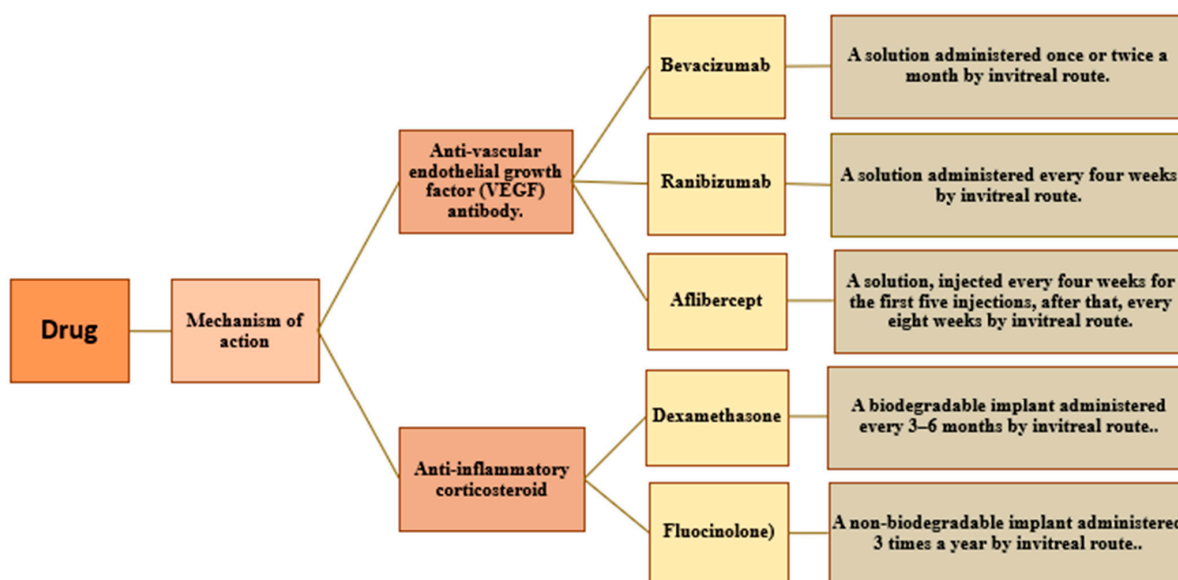 Drug
Mechanism of
action
Anti-vascular
endothelial growth
factor (VEGF)
antibody.
Bevacizumab
A solution administered once or twice a
month by invitreal route.
Ranibizumab
A solution administered every four weeks
by invitreal route.
Aflibercept
A solution, injected every four weeks for
the first five injections, after that, every
eight weeks by invitreal route.
Anti-inflammatory
corticosteroid
Dexamethasone
A biodegradable implant administered
every 3–6 months by invitreal route..
Fluocinolone)
A non-biodegradable implant administered
3 times a year by invitreal route..